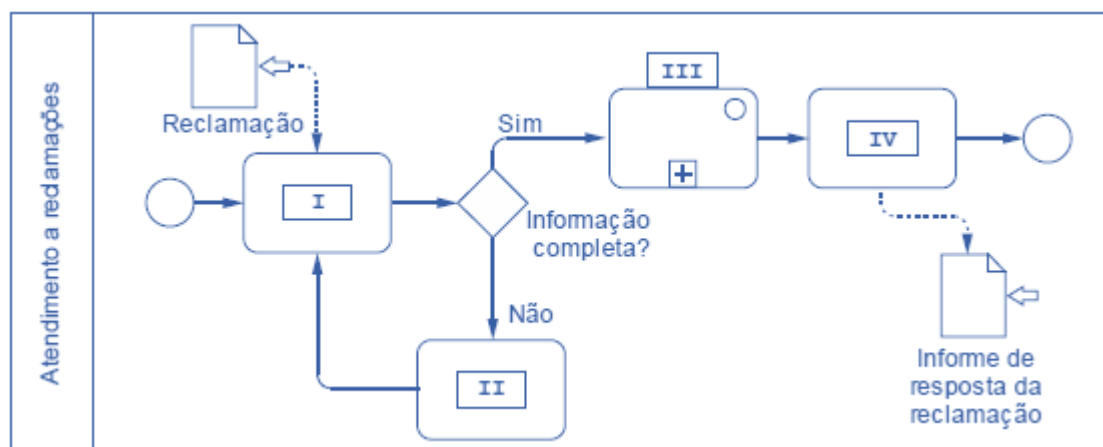 Atendimento a reclamações
Reclamação
I
Sim
Informação
completa?
Não
II
III
IV
Informe de
resposta da
reclamação